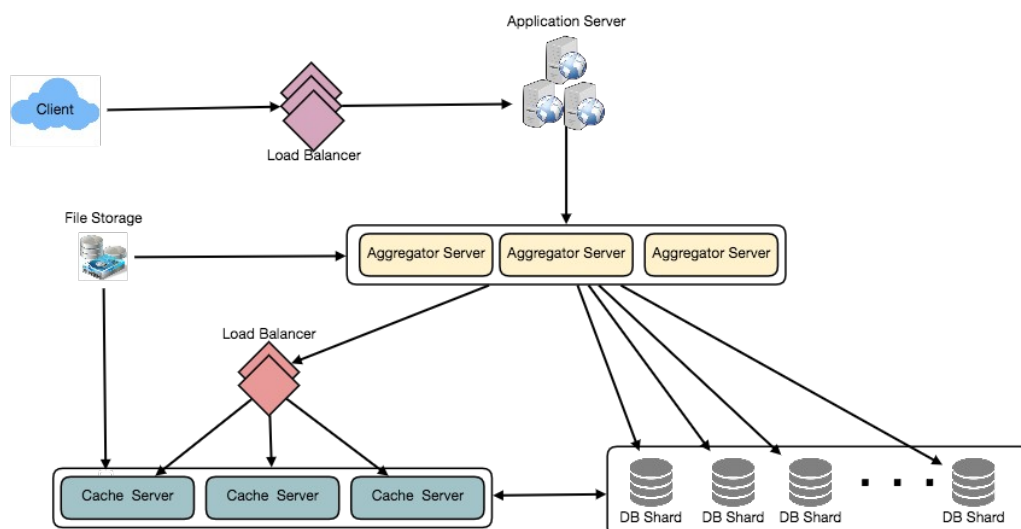 Application Server
Client
Load Balancer
File Storage
Aggregator Server
Aggregator Server
Aggregator Server
Load Balancer
Cache Server
Cache Server
Cache Server
DB Shard
DB Shard
DB Shard
DB Shard